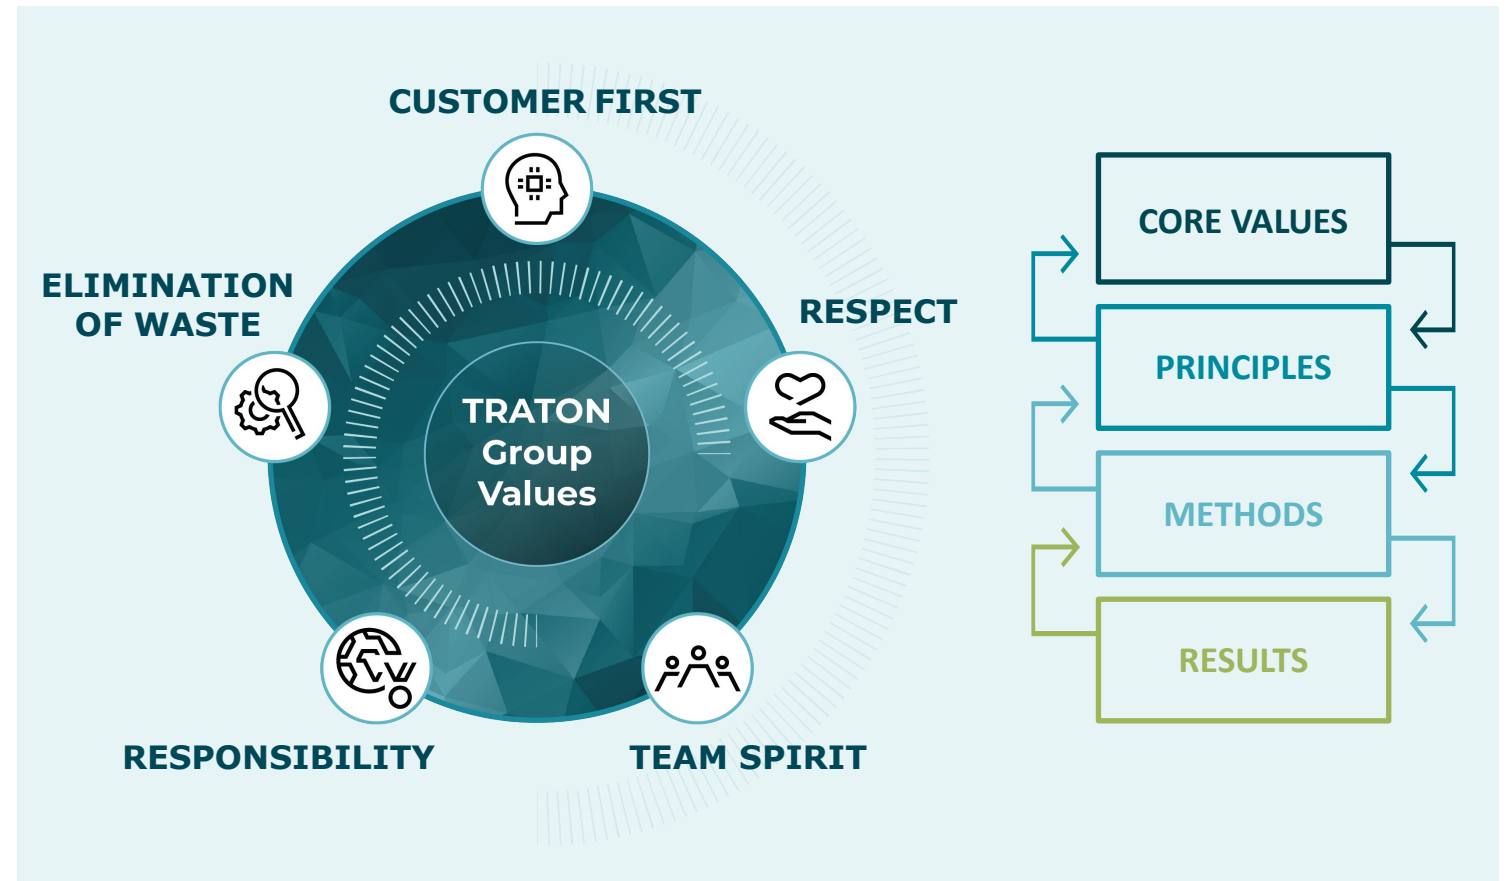 CUSTOMER FIRST
ELIMINATION
OF WASTE
RESPECT
TRATON
Group
Values
RESPONSIBILITY
TEAM SPIRIT
CORE VALUES
PRINCIPLES
METHODS
RESULTS